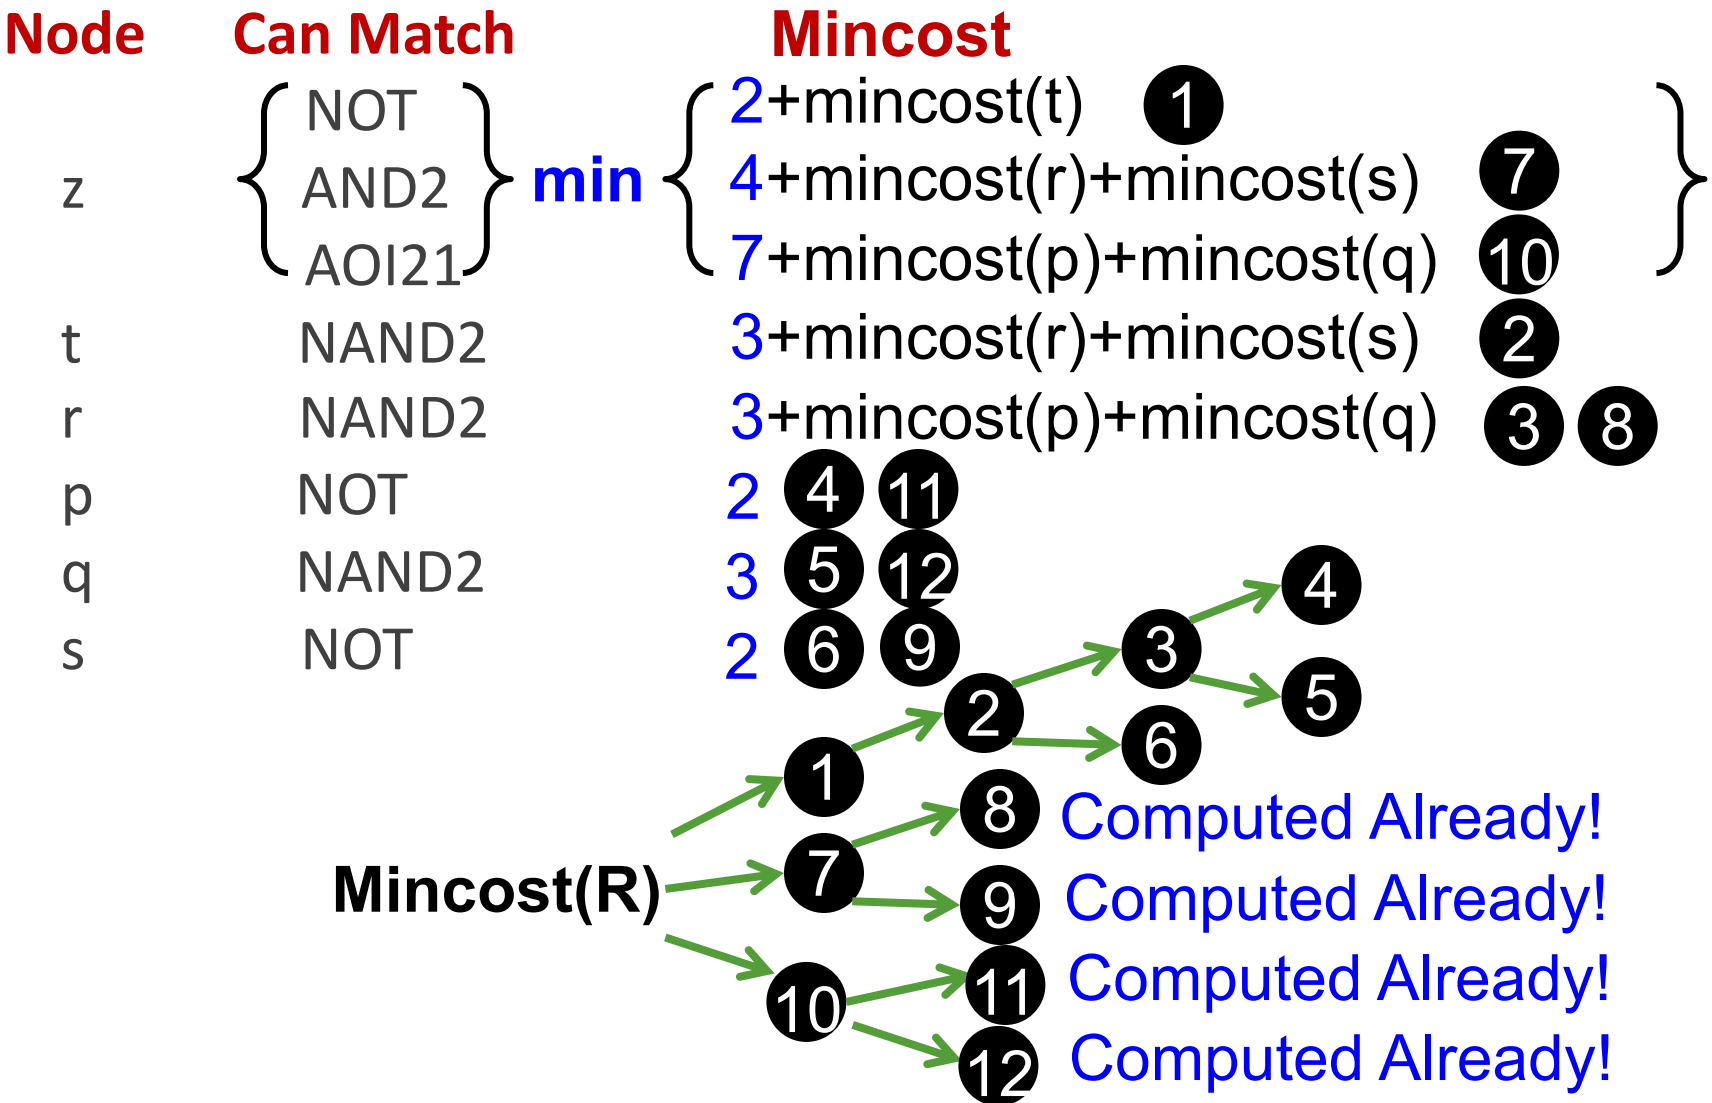 Node Can Match Mincost
NOT 2+mincost(t) 1
z AND2 min 4+mincost(r)+mincost(s) 7
AOI21 7+mincost(p)+mincost(q) 10
t NAND2 3+mincost(r)+mincost(s) 2
r NAND2 3+mincost(p)+mincost(q) 3 8
p NOT 2 4 11
q NAND2 3 5 12
s NOT 2 6 9
4
3
5
2
6
1
8 Computed Already!
7
Mincost(R)
9 Computed Already!
11 Computed Already!
10
12 Computed Already!